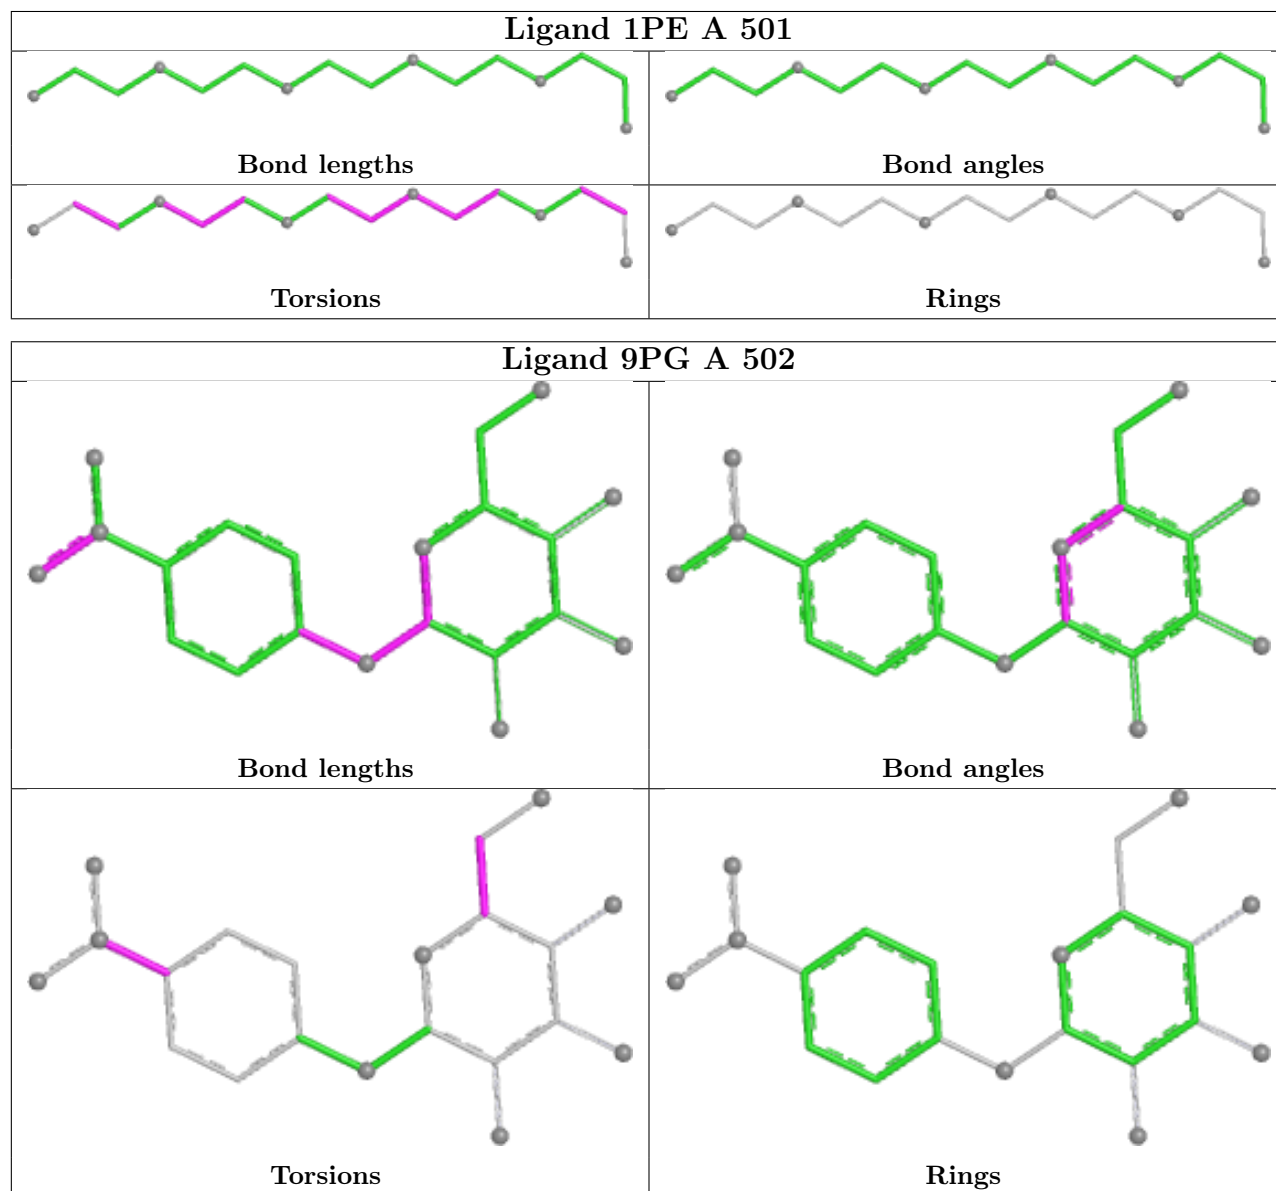 Ligand 1PE A 501
Bond lengths
Bond angles
Torsions
Rings
Ligand 9PG A 502
Bond lengths
Bond angles
Torsions
Rings